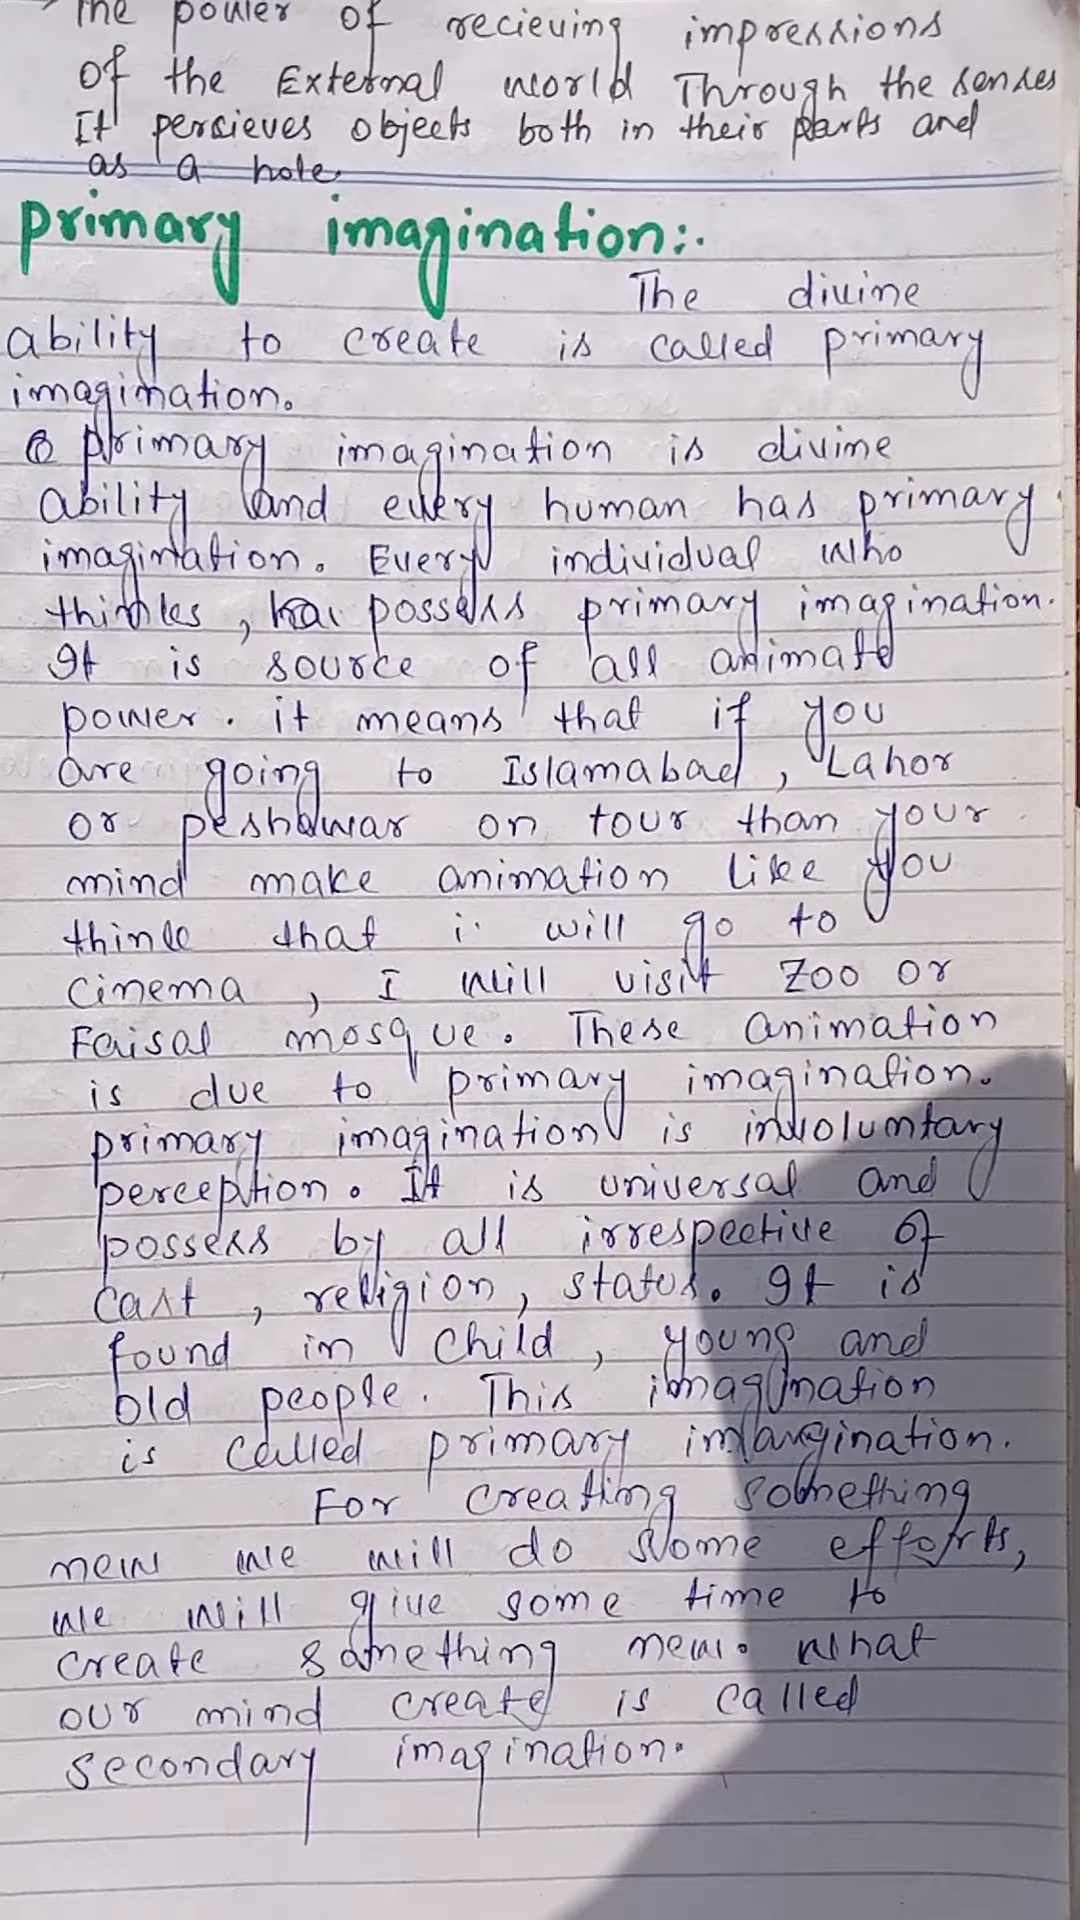 The power of recieving impressions
of the External world Through the senses
It percieves objects both in their parts and
as a hole.
primary imagination:.
The divine
ability to create is called primary
imagination.
primary imagination is divine
ability and every human has primary
imagination. Every individual who
thinks, possess primary imagination.
It is source of all animate
power. it means that if you
are going to Islamabad, Lahor
or peshawar on tour than your
mind make animation like you
think that i will go to
cinema, I will visit zoo or
Faisal mosque. These animation
is due to primary imagination.
primary imagination is involuntary
perception. It is universal and
possess by all irrespective of
cast, religion, status. It is
found in child, young and
old people. This imagination
is called primary imagination.
For creating something
new we will do some efforts,
we will give some time to
create something new. what
our mind create is called
secondary imagination.